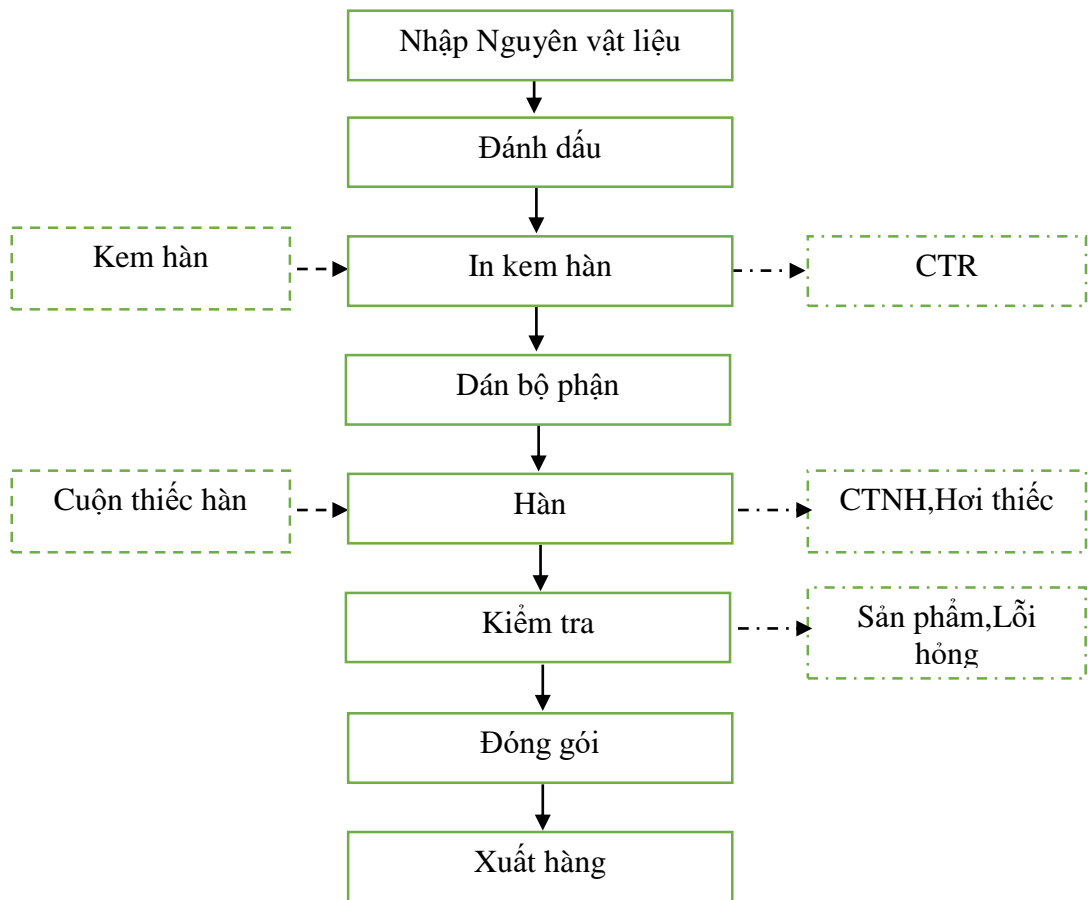 Nhập Nguyên vật liệu
Đánh dấu
Kem hàn
In kem hàn
CTR
Dán bộ phận
Cuộn thiếc hàn
Hàn
CTNH,Hơi thiếc
Kiểm tra
Sản phẩm,Lỗi
hỏng
Đóng gói
Xuất hàng